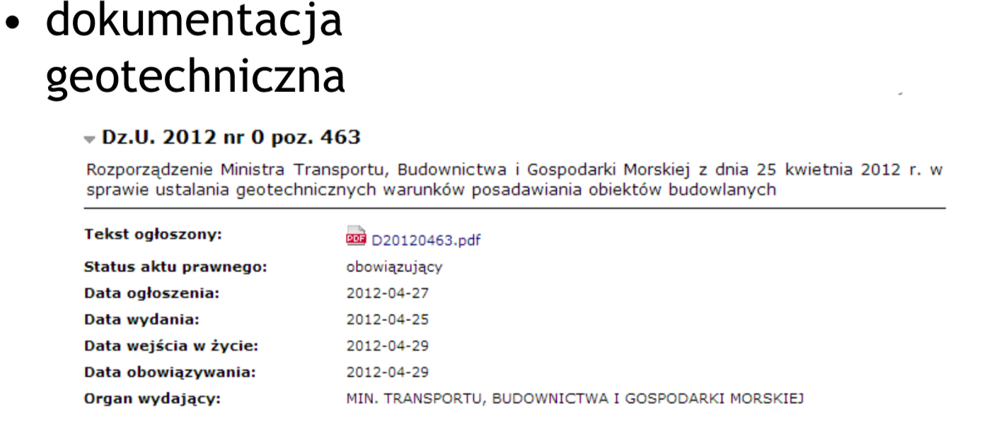 • dokumentacja
geotechniczna
Dz.U. 2012 nr 0 poz. 463
Rozporządzenie Ministra Transportu, Budownictwa i Gospodarki Morskiej z dnia 25 kwietnia 2012 r. w
sprawie ustalania geotechnicznych warunków posadawiania obiektów budowlanych
Tekst ogłoszony: PDF D20120463.pdf
Status aktu prawnego: obowiązujący
Data ogłoszenia: 2012-04-27
Data wydania: 2012-04-25
Data wejścia w życie: 2012-04-29
Data obowiązywania: 2012-04-29
Organ wydający: MIN. TRANSPORTU, BUDOWNICTWA I GOSPODARKI MORSKIEJ